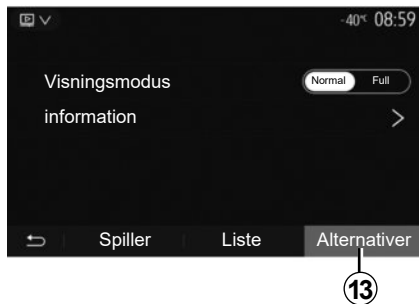 -40°C 08:59
Visningsmodus Normal Full
information
Spiller Liste Alternativer
13